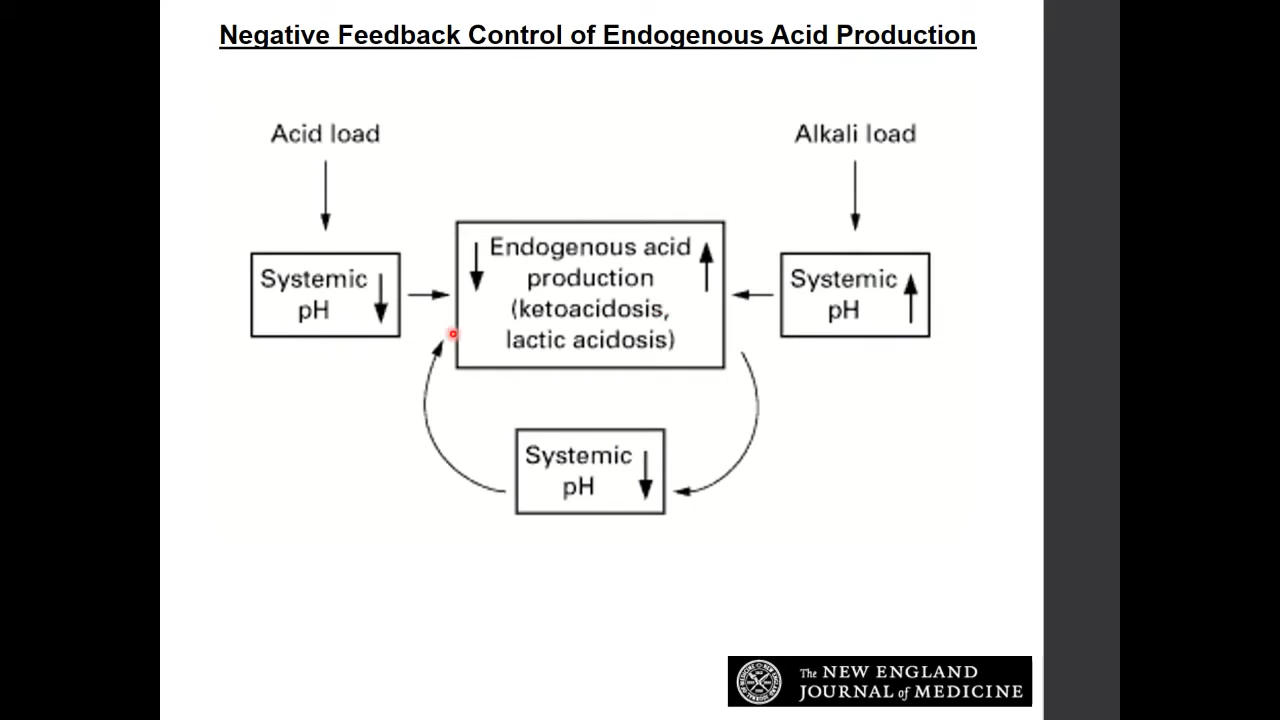 Negative Feedback Control of Endogenous Acid Production
Acid load
Alkali load
Systemic
pH
Endogenous acid
production
(ketoacidosis,
lactic acidosis)
Systemic
pH
Systemic
pH
The NEW ENGLAND
JOURNAL of MEDICINE